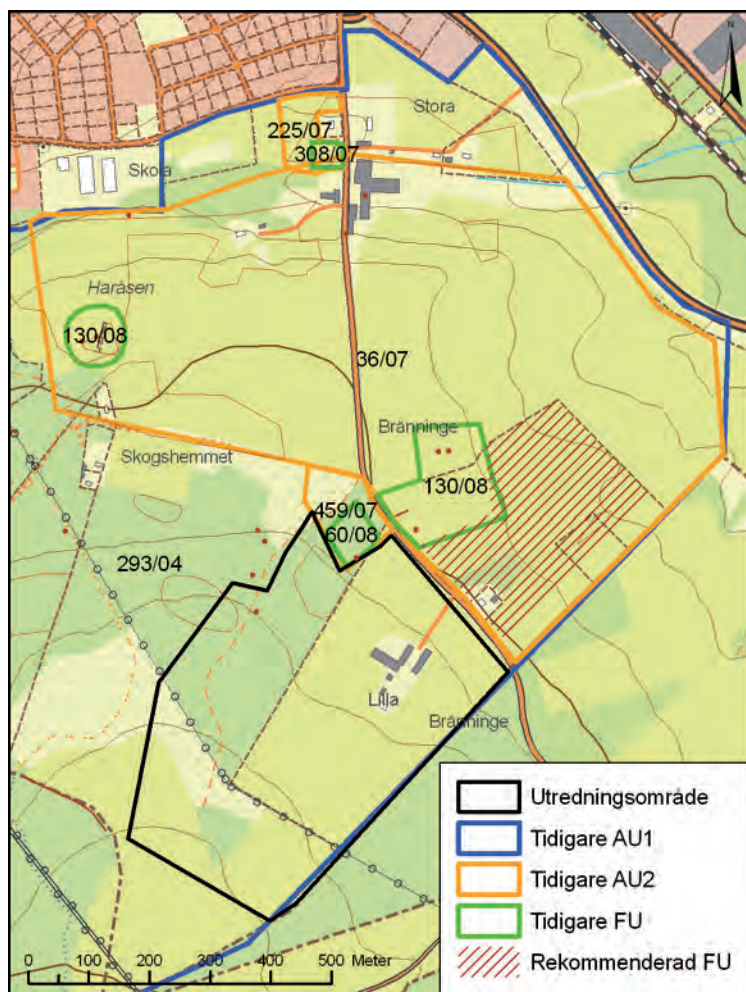 N
Stora
225/07
308/07
Skola
Haråsen
130/08
36/07
Bränninge
Skogshemmet
130/08
459/07
60/08
293/04
Lilla
Bränninge
Utredningsområde
Tidigare AU1
Tidigare AU2
Tidigare FU
Rekommenderad FU
0 100 200 300 400 500 Meter